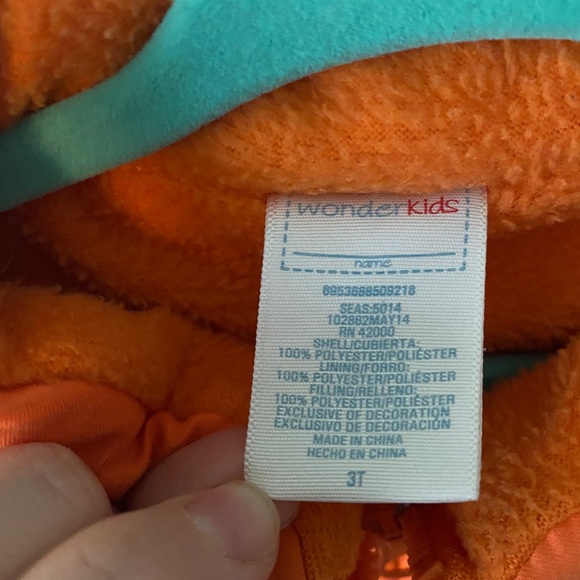 wonderkids
name
6953668509218
SEAS:5014
102862MAY14
RN 42000
SHELL/CUBIERTA:
100% POLYESTER/POLIÉSTER
LINING/FORRO:
100% POLYESTER/POLIÉSTER
FILLING/RELLENO:
100% POLYESTER/POLIÉSTER
EXCLUSIVE OF DECORATION
EXCLUSIVO DE DECORACIÓN
MADE IN CHINA
HECHO EN CHINA
3T